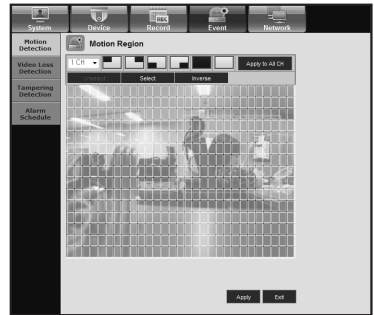 REC
System Device Record Event Network
Motion Detection
Motion Region
Video Loss Detection
Tampering Detection
Alarm Schedule
1 CH
Apply to All CH
Unselect Select Inverse
Apply Exit